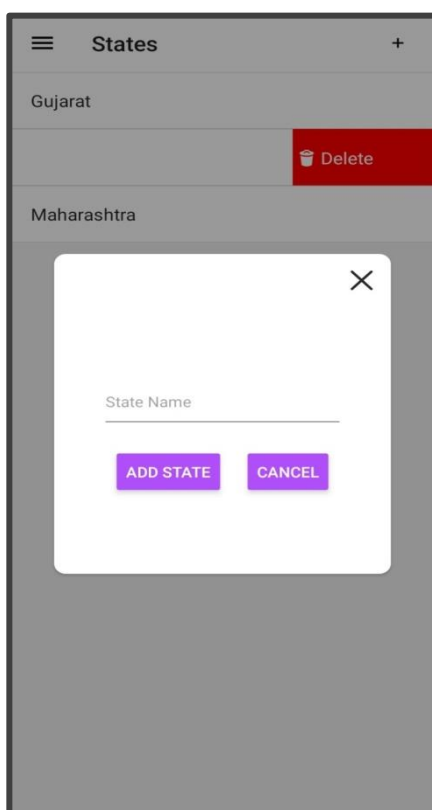 States +
Gujarat
Delete
Maharashtra
State Name
ADD STATE CANCEL